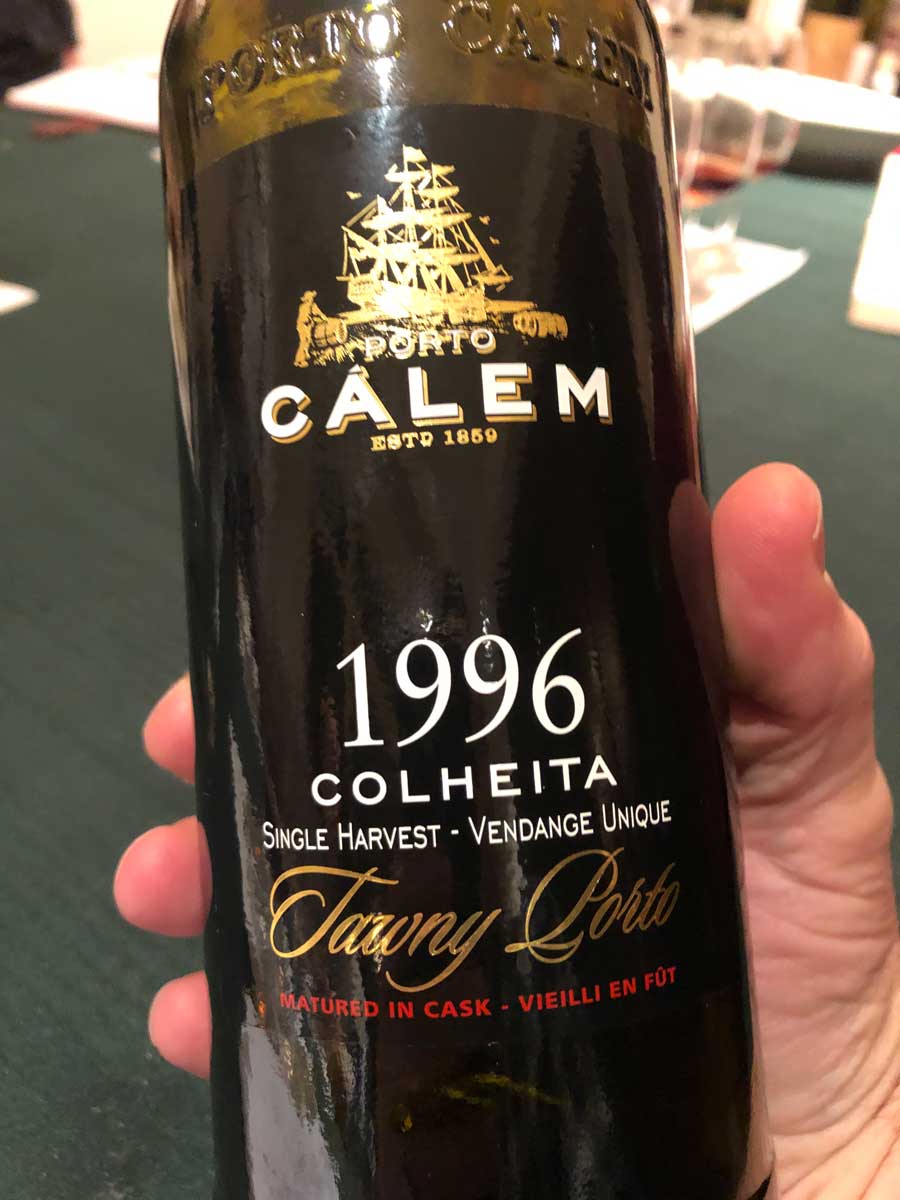 PORTO CALEM
PORTO
CÁLEM
ESTD 1859
1996
COLHEITA
SINGLE HARVEST - VENDANGE UNIQUE
Tawny Porto
MATURED IN CASK - VIEILLI EN FÛT